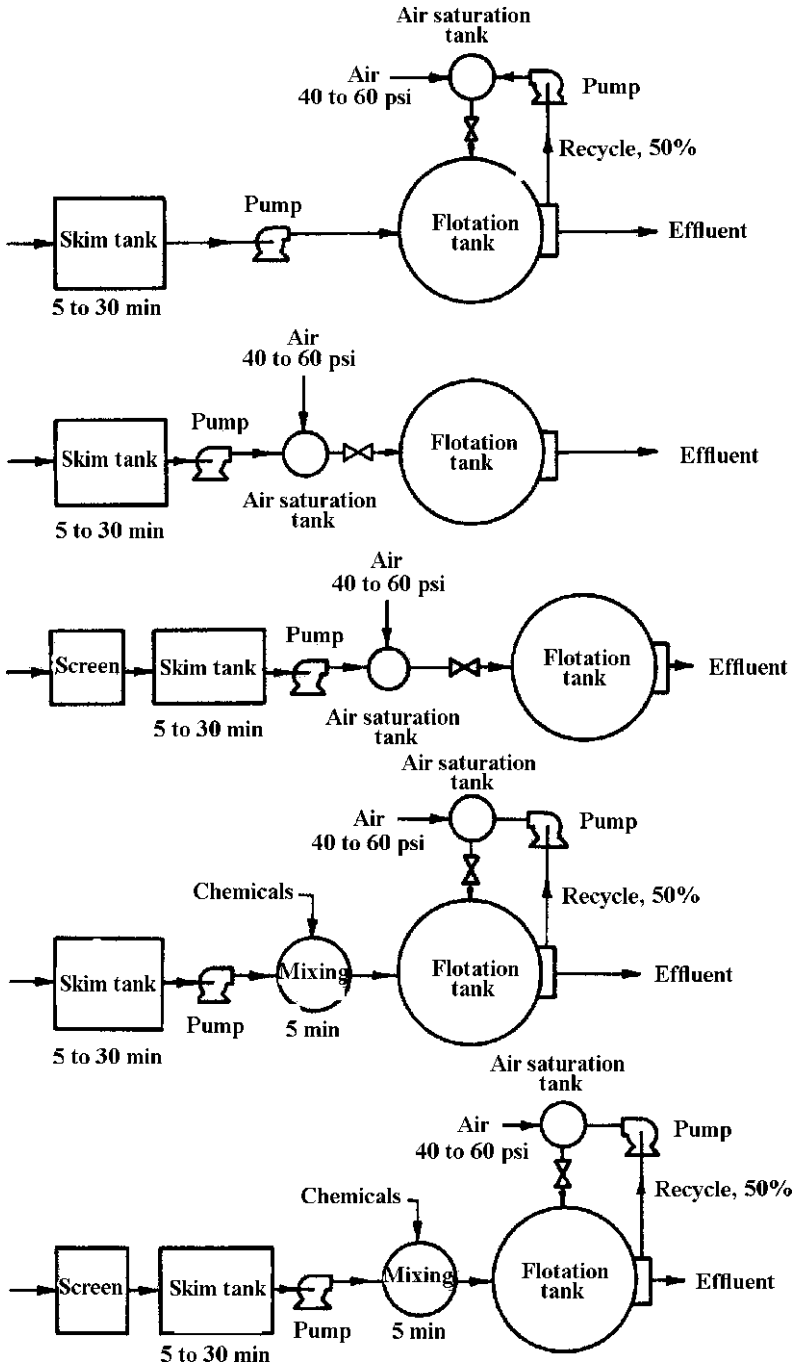 Air saturation
tank
Air
40 to 60 psi
Pump
Recycle, 50%
Pump
Skim tank
Flotation
tank
Effluent
5 to 30 min
Air
40 to 60 psi
Pump
Skim tank
Flotation
tank
Effluent
Air saturation
tank
5 to 30 min
Air
40 to 60 psi
Pump
Screen
Skim tank
Flotation
tank
Effluent
5 to 30 min
Air saturation
tank
Air saturation
tank
Air
40 to 60 psi
Pump
Chemicals
Recycle, 50%
Skim tank
Mixing
Flotation
tank
Effluent
Pump
5 min
5 to 30 min
Air saturation
tank
Air
40 to 60 psi
Pump
Chemicals
Recycle, 50%
Screen
Skim tank
Mixing
Flotation
tank
Effluent
Pump
5 min
5 to 30 min